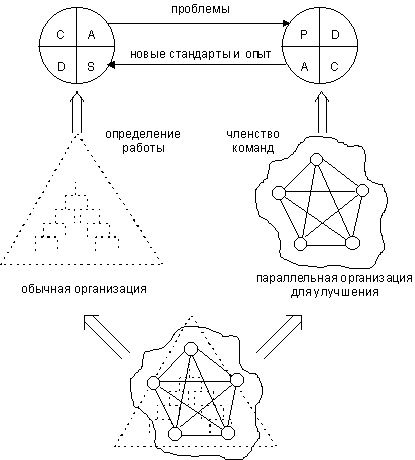 проблемы
C A
D S
P D
A C
новые стандарты и опыт
определение
работы
членство
команд
обычная организация
параллельная организация
для улучшения